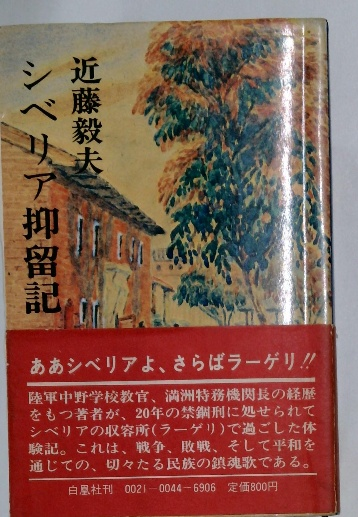 近藤毅夫
シベリア抑留記
ああシベリアよ、さらばラーゲリ!!
陸軍中野学校教官、満洲特務機関長の経歴
をもつ著者が、20年の禁錮刑に処せられて
シベリアの収容所(ラーゲリ)で過ごした体
験記。これは、戦争、敗戦、そして平和を
通じての、切々たる民族の鎮魂歌である。
白凰社刊 0021-0044-6906 定価800円